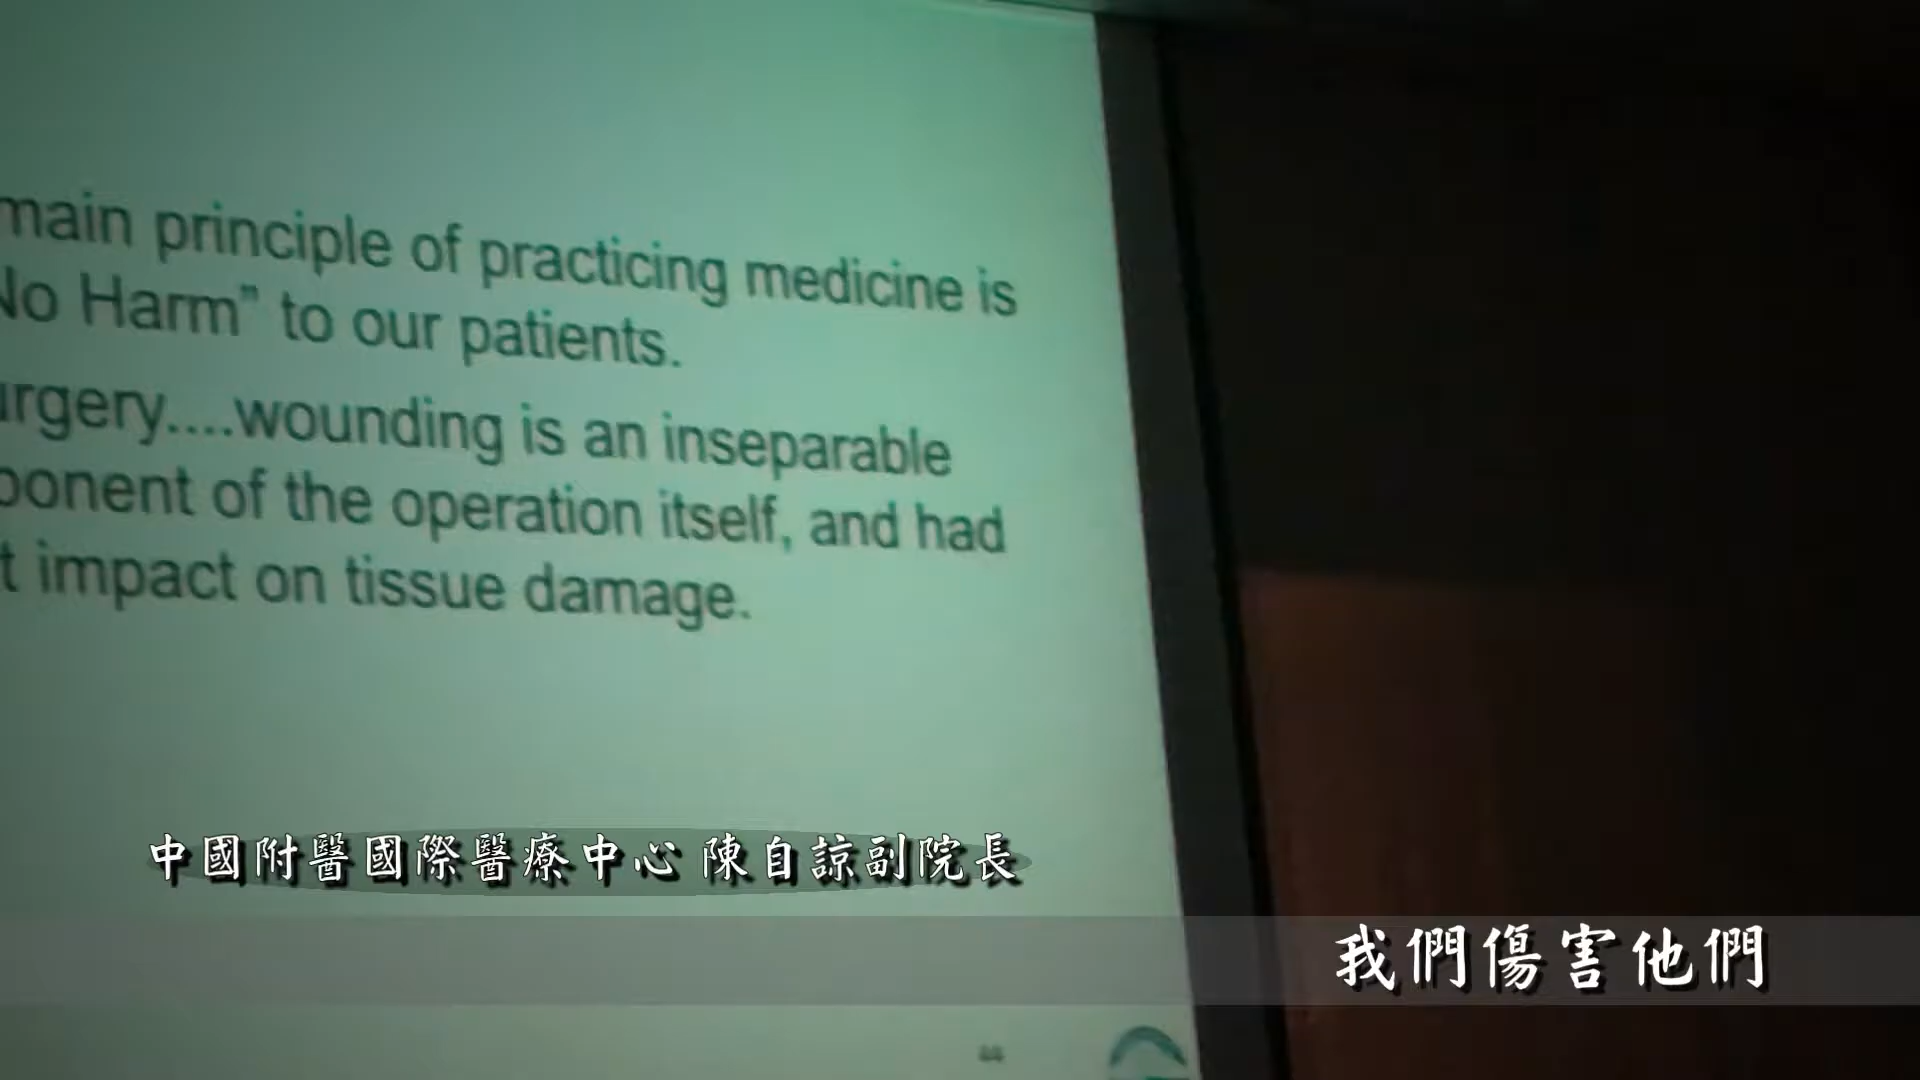 main principle of practicing medicine is
No Harm” to our patients.
urgery....wounding is an inseparable
ponent of the operation itself, and had
t impact on tissue damage.
中國附醫國際醫療中心 陳自諒副院長
我們傷害他們